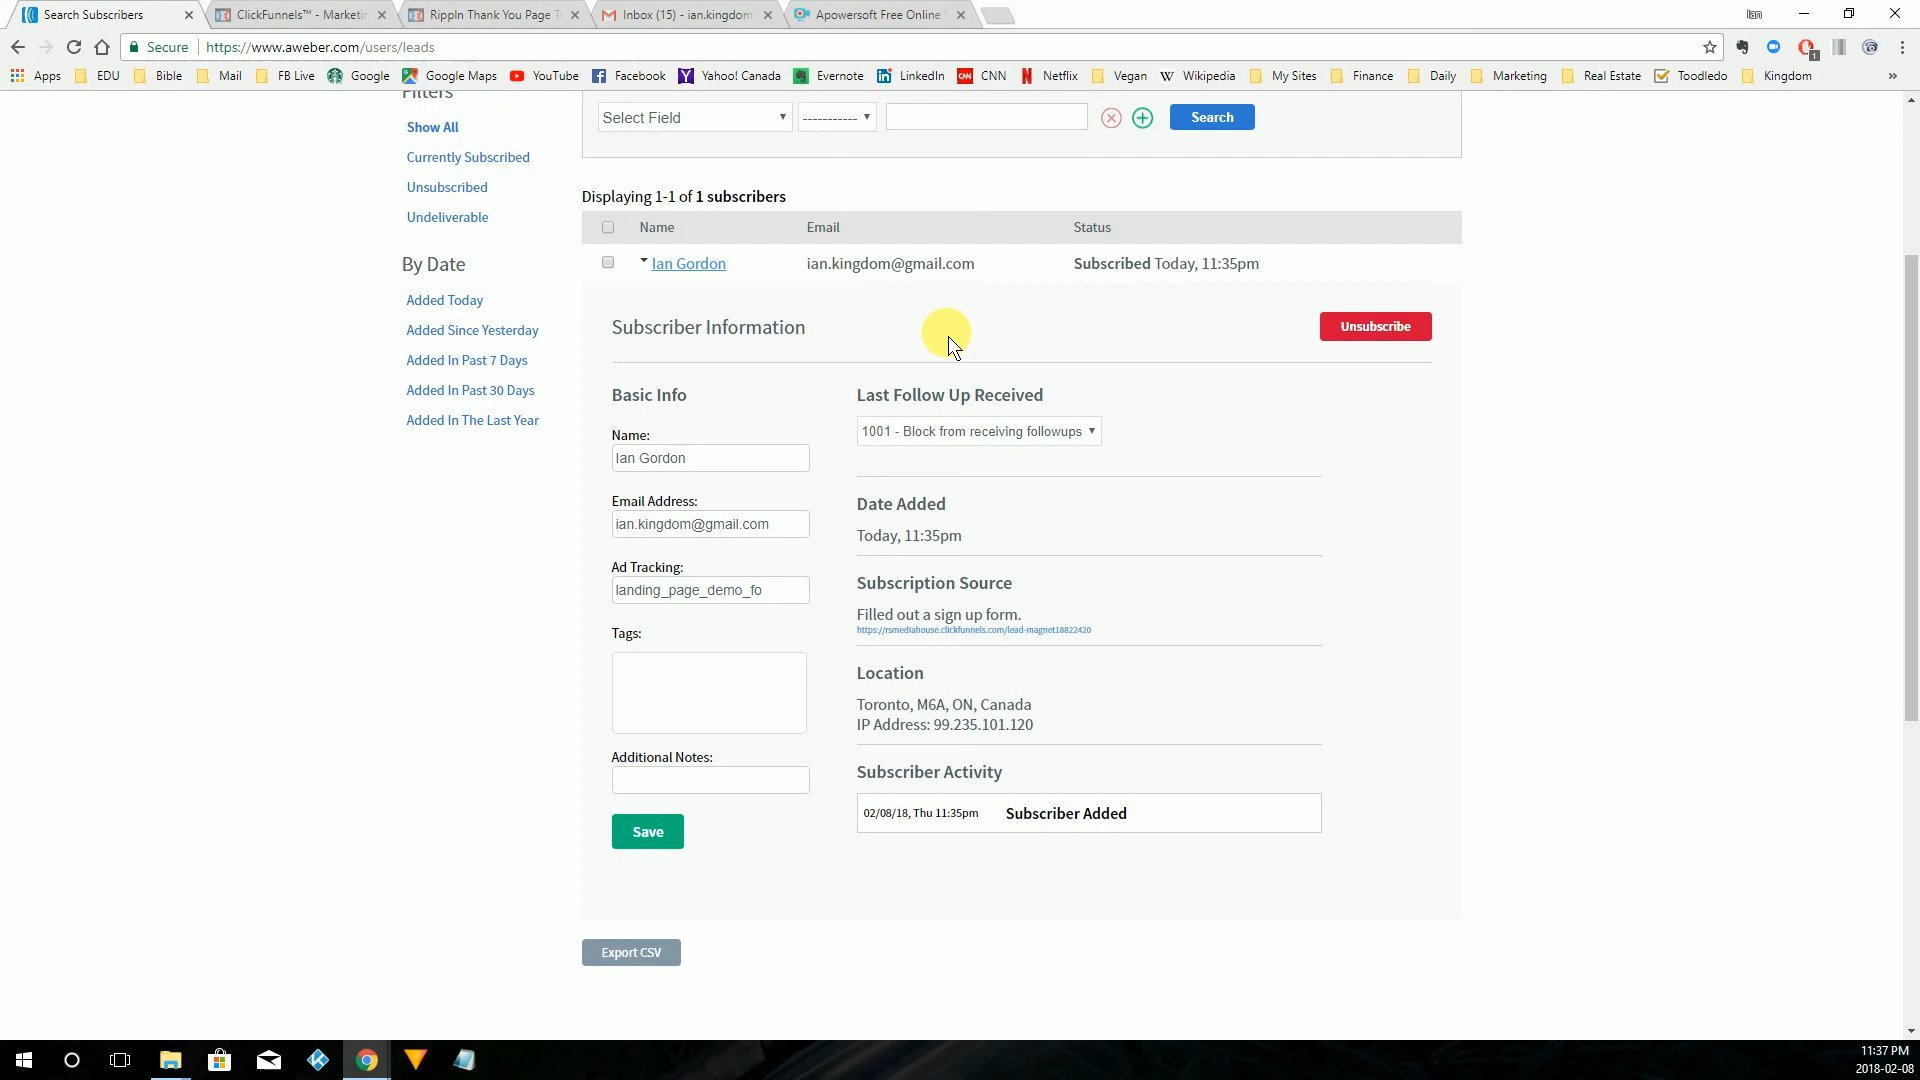 Search Subscribers
ClickFunnels™ - Marketin
Rippln Thank You Page T
Inbox (15) - ian.kingdom
Apowersoft Free Online
Ian
Secure
https://www.aweber.com/users/leads
1
Apps
EDU
Bible
Mail
FB Live
Google
Google Maps
YouTube
Facebook
Yahoo! Canada
Evernote
LinkedIn
CNN
Netflix
Vegan
Wikipedia
My Sites
Finance
Daily
Marketing
Real Estate
Toodledo
Kingdom
»
Filters
Show All
Currently Subscribed
Unsubscribed
Undeliverable
By Date
Added Today
Added Since Yesterday
Added In Past 7 Days
Added In Past 30 Days
Added In The Last Year
Select Field
-----------
Search
Displaying 1-1 of 1 subscribers
Name Email Status
Ian Gordon ian.kingdom@gmail.com Subscribed Today, 11:35pm
Subscriber Information
Unsubscribe
Basic Info
Name:
Ian Gordon
Email Address:
ian.kingdom@gmail.com
Ad Tracking:
landing_page_demo_fo
Tags:
Additional Notes:
Save
Last Follow Up Received
1001 - Block from receiving followups
Date Added
Today, 11:35pm
Subscription Source
Filled out a sign up form.
https://rsmediahouse.clickfunnels.com/lead-magnet18822420
Location
Toronto, M6A, ON, Canada
IP Address: 99.235.101.120
Subscriber Activity
02/08/18, Thu 11:35pm Subscriber Added
Export CSV
11:37 PM
2018-02-08